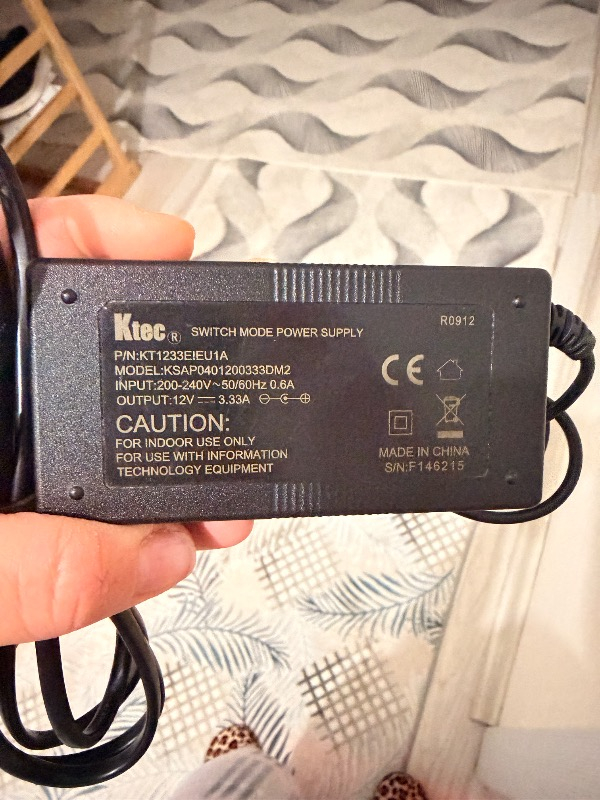 Ktec® SWITCH MODE POWER SUPPLY
R0912
P/N:KT1233EIEU1A
MODEL:KSAP0401200333DM2
INPUT:200-240V~50/60Hz 0.6A
OUTPUT:12V⎓3.33A
CAUTION:
FOR INDOOR USE ONLY
FOR USE WITH INFORMATION
TECHNOLOGY EQUIPMENT
CE
MADE IN CHINA
S/N:F146215